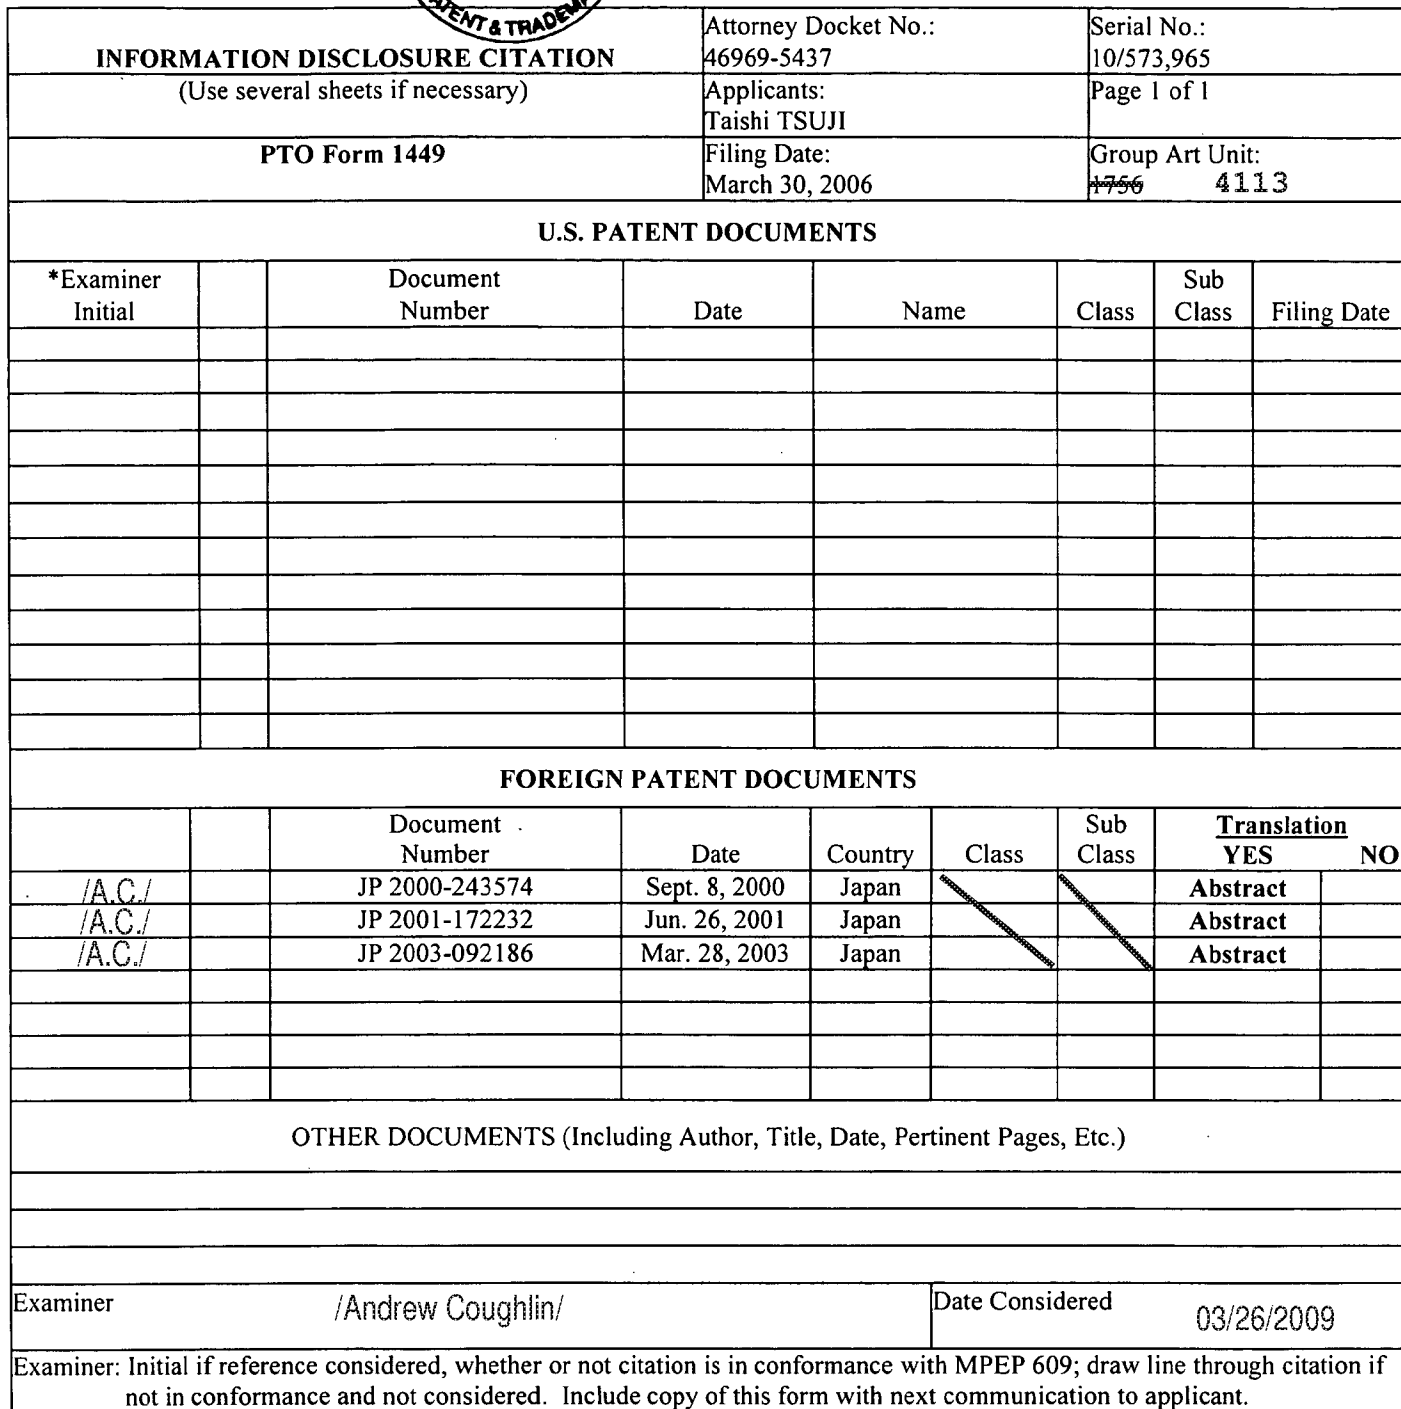 PATENT & TRADEM
INFORMATION DISCLOSURE CITATION
Attorney Docket No.:
46969-5437
Serial No.:
10/573,965
(Use several sheets if necessary)
Applicants:
Taishi TSUJI
Page 1 of 1
PTO Form 1449
Filing Date:
March 30, 2006
Group Art Unit:
1756 4113
U.S. PATENT DOCUMENTS
*Examiner
Initial
Document
Number
Date
Name
Class
Sub
Class
Filing Date
FOREIGN PATENT DOCUMENTS
Document
Number
Date
Country
Class
Sub
Class
Translation
YES NO
/A.C./ JP 2000-243574 Sept. 8, 2000 Japan Abstract
/A.C./ JP 2001-172232 Jun. 26, 2001 Japan Abstract
/A.C./ JP 2003-092186 Mar. 28, 2003 Japan Abstract
OTHER DOCUMENTS (Including Author, Title, Date, Pertinent Pages, Etc.)
Examiner /Andrew Coughlin/ Date Considered 03/26/2009
Examiner: Initial if reference considered, whether or not citation is in conformance with MPEP 609; draw line through citation if
not in conformance and not considered. Include copy of this form with next communication to applicant.